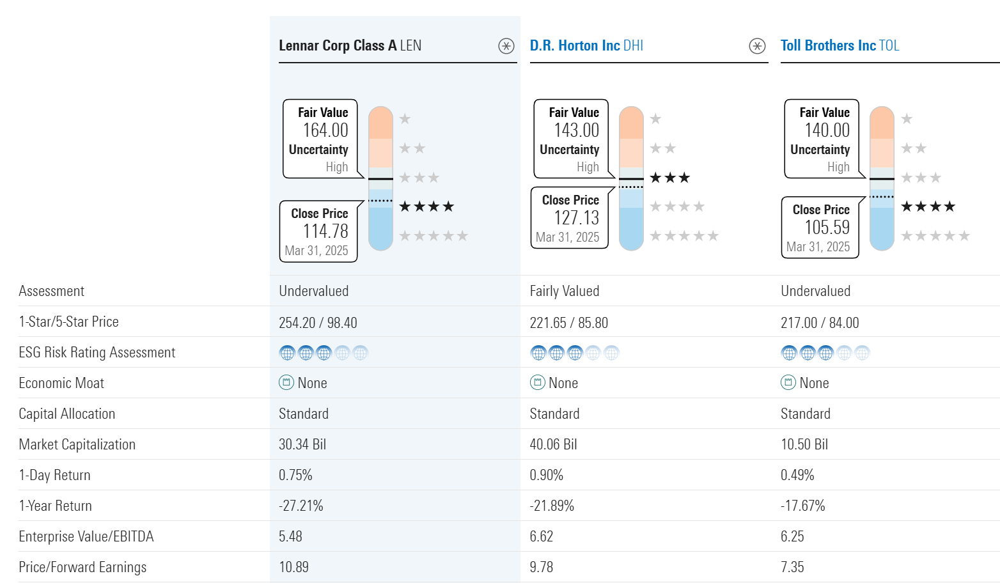 Lennar Corp Class A LEN
D.R. Horton Inc DHI
Toll Brothers Inc TOL
Fair Value
164.00
Uncertainty
High
Close Price
114.78
Mar 31, 2025
Fair Value
143.00
Uncertainty
High
Close Price
127.13
Mar 31, 2025
Fair Value
140.00
Uncertainty
High
Close Price
105.59
Mar 31, 2025
Assessment Undervalued Fairly Valued Undervalued
1-Star/5-Star Price 254.20 / 98.40 221.65 / 85.80 217.00 / 84.00
ESG Risk Rating Assessment
Economic Moat None None None
Capital Allocation Standard Standard Standard
Market Capitalization 30.34 Bil 40.06 Bil 10.50 Bil
1-Day Return 0.75% 0.90% 0.49%
1-Year Return -27.21% -21.89% -17.67%
Enterprise Value/EBITDA 5.48 6.62 6.25
Price/Forward Earnings 10.89 9.78 7.35